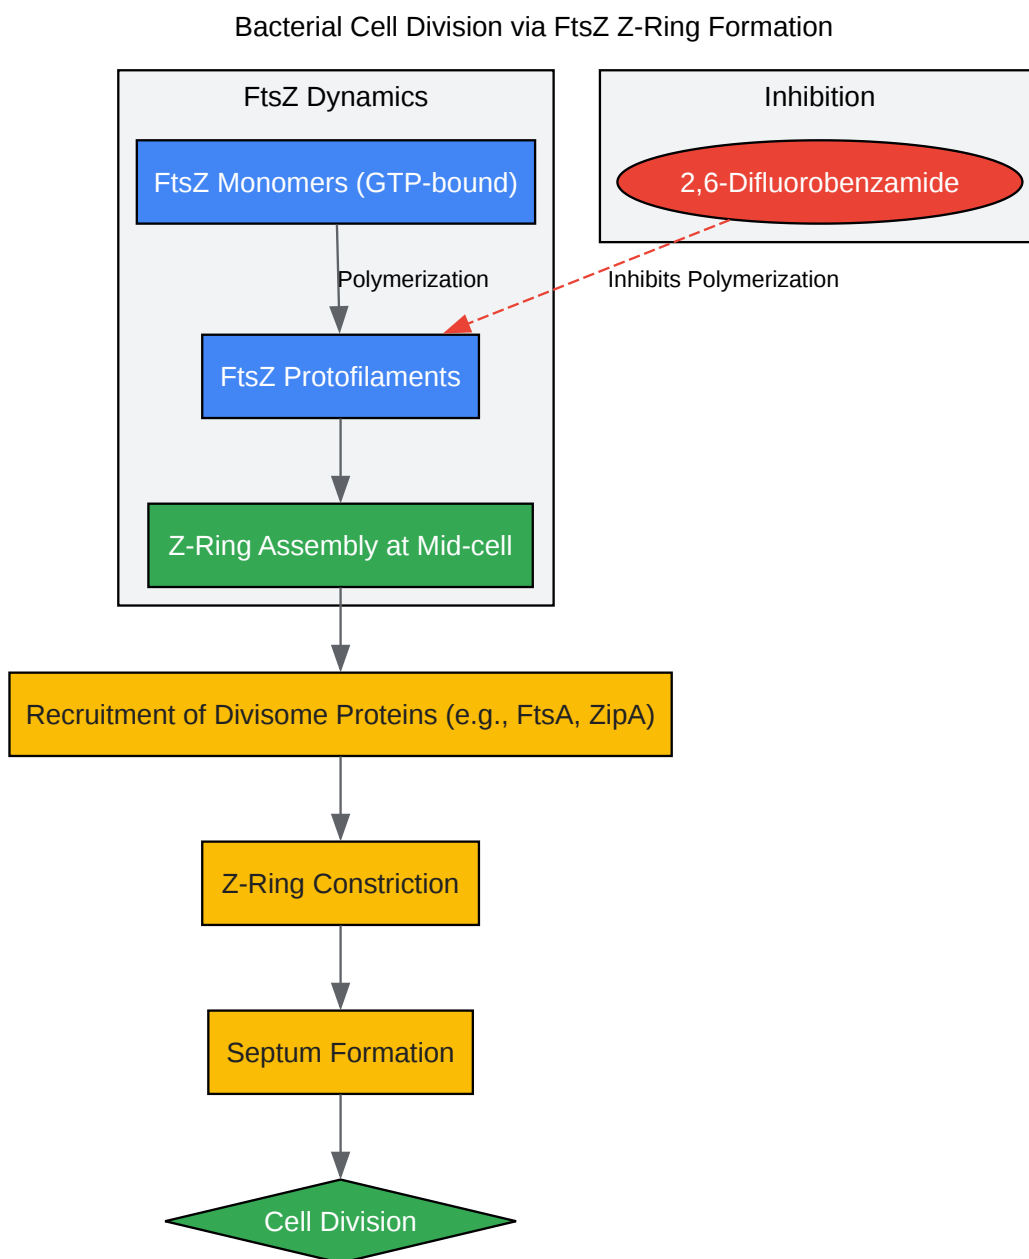 Bacterial Cell Division via FtsZ Z-Ring Formation
FtsZ Dynamics
Inhibition
FtsZ Monomers (GTP-bound)
2,6-Difluorobenzamide
Polymerization
Inhibits Polymerization
FtsZ Protofilaments
Z-Ring Assembly at Mid-cell
Recruitment of Divisome Proteins (e.g., FtsA, ZipA)
Z-Ring Constriction
Septum Formation
Cell Division